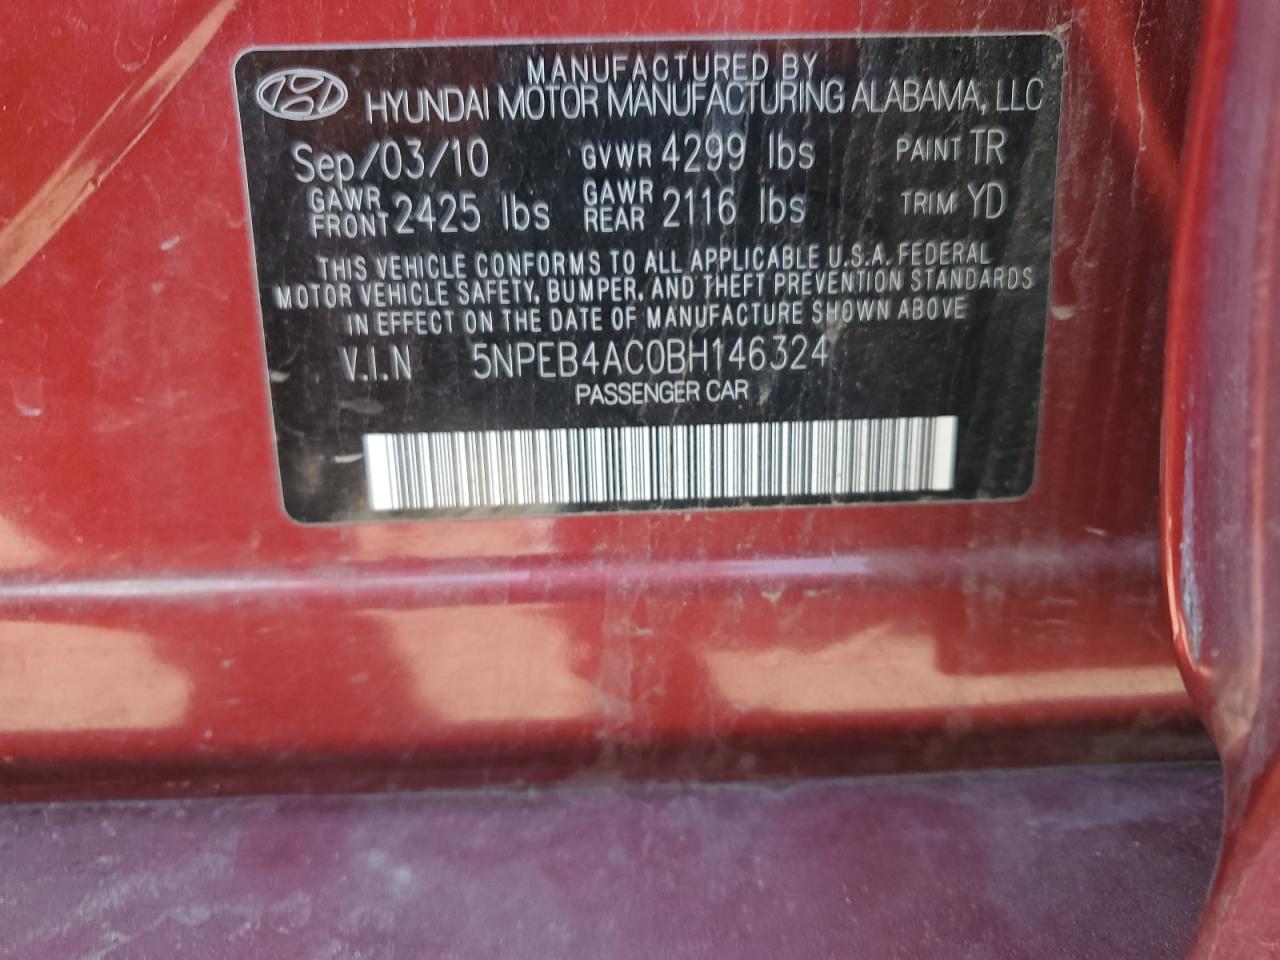 MANUFACTURED BY
HYUNDAI MOTOR MANUFACTURING ALABAMA, LLC
Sep/03/10 GVWR 4299 lbs PAINT TR
GAWR FRONT 2425 lbs GAWR REAR 2116 lbs TRIM YD
THIS VEHICLE CONFORMS TO ALL APPLICABLE U.S.A. FEDERAL
MOTOR VEHICLE SAFETY, BUMPER, AND THEFT PREVENTION STANDARDS
IN EFFECT ON THE DATE OF MANUFACTURE SHOWN ABOVE
V.I.N 5NPEB4AC0BH146324
PASSENGER CAR